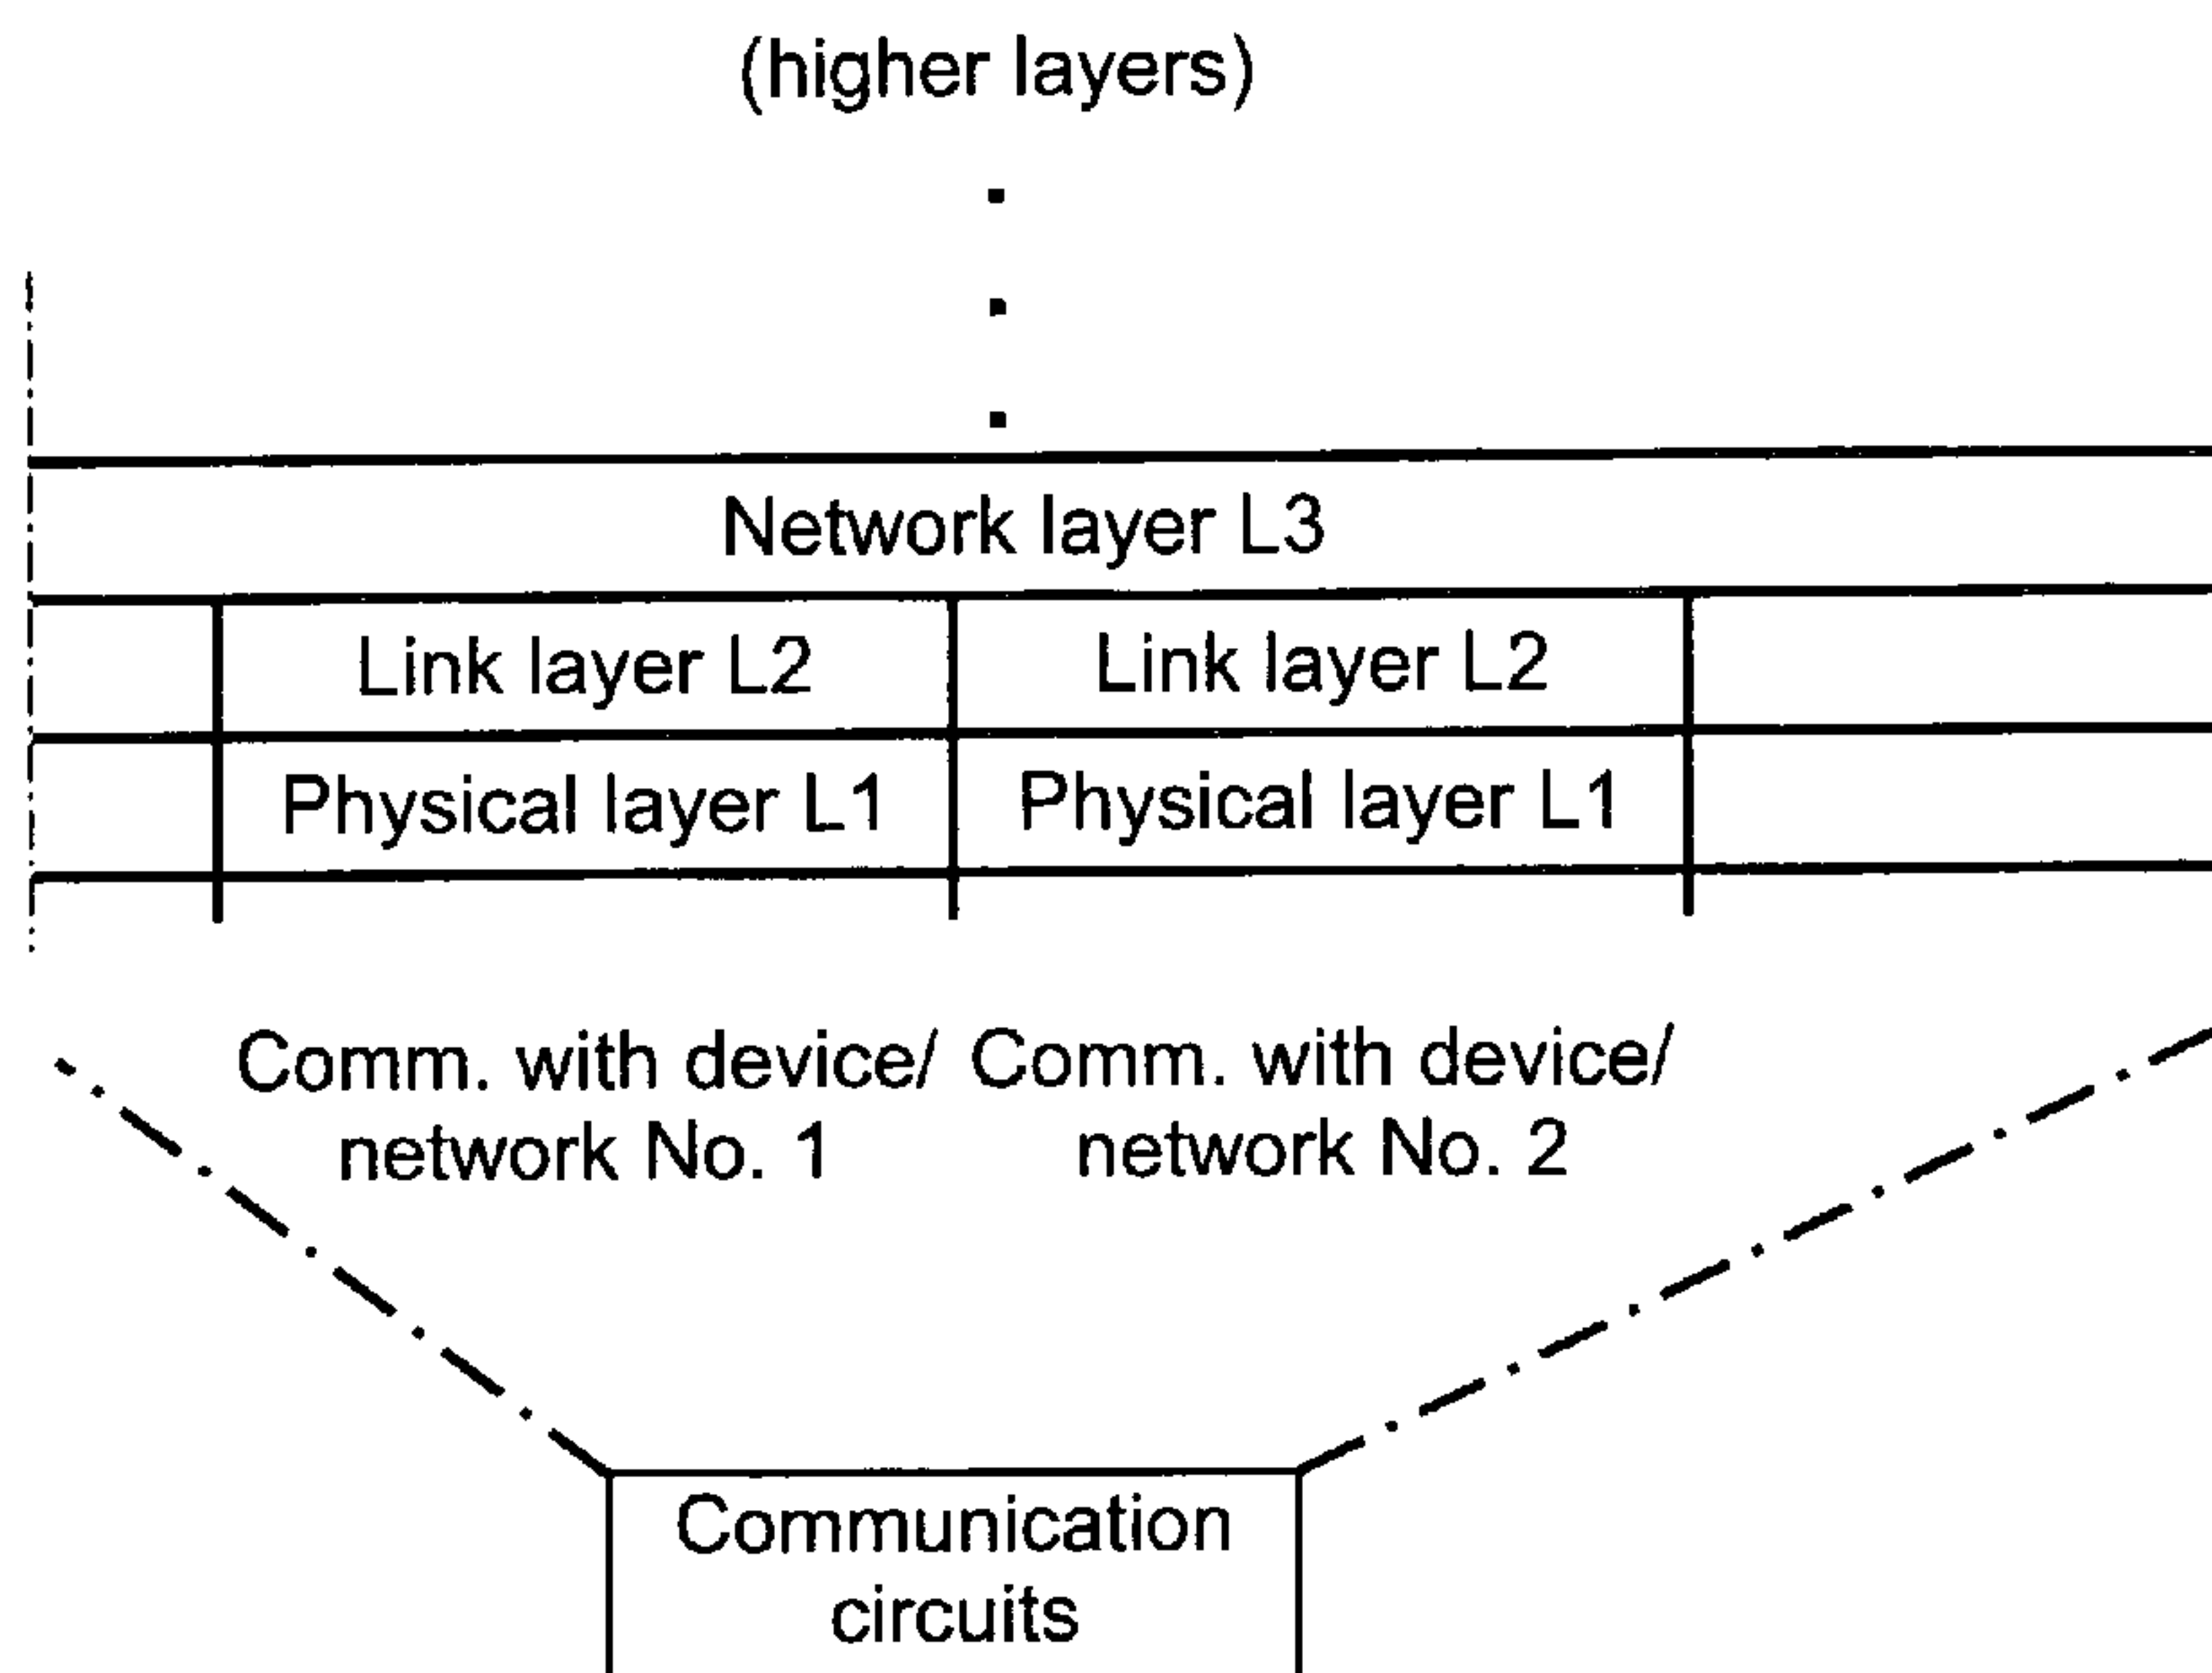 (higher layers)
Network layer L3
Link layer L2 Link layer L2
Physical layer L1 Physical layer L1
Comm. with device/ Comm. with device/
network No. 1 network No. 2
Communication
circuits